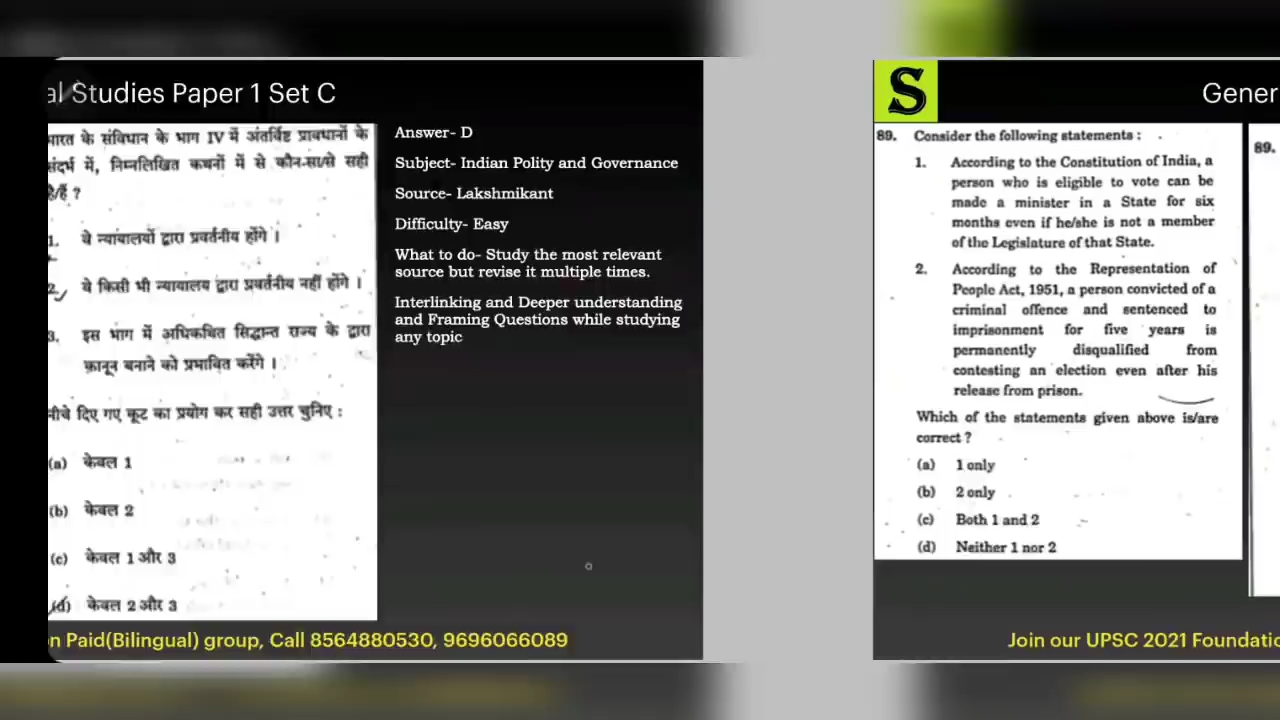 al Studies Paper 1 Set C
भारत के संविधान के भाग IV में अंतर्विष्ट प्रावधानों के
संदर्भ में, निम्नलिखित कथनों में से कौन-सा/से सही
है/हैं ?
1. वे न्यायालयों द्वारा प्रवर्तनीय होंगे ।
2. वे किसी भी न्यायालय द्वारा प्रवर्तनीय नहीं होंगे ।
3. इस भाग में अधिकथित सिद्धान्त राज्य के द्वारा
क़ानून बनाने को प्रभावित करेंगे ।
नीचे दिए गए कूट का प्रयोग कर सही उत्तर चुनिए :
(a) केवल 1
(b) केवल 2
(c) केवल 1 और 3
(d) केवल 2 और 3
Answer- D
Subject- Indian Polity and Governance
Source- Lakshmikant
Difficulty- Easy
What to do- Study the most relevant
source but revise it multiple times.
Interlinking and Deeper understanding
and Framing Questions while studying
any topic
n Paid(Bilingual) group, Call 8564880530, 9696066089
S
Gener
89. Consider the following statements :
1. According to the Constitution of India, a
person who is eligible to vote can be
made a minister in a State for six
months even if he/she is not a member
of the Legislature of that State.
2. According to the Representation of
People Act, 1951, a person convicted of a
criminal offence and sentenced to
imprisonment for five years is
permanently disqualified from
contesting an election even after his
release from prison.
Which of the statements given above is/are
correct ?
(a) 1 only
(b) 2 only
(c) Both 1 and 2
(d) Neither 1 nor 2
89.
Join our UPSC 2021 Foundatio